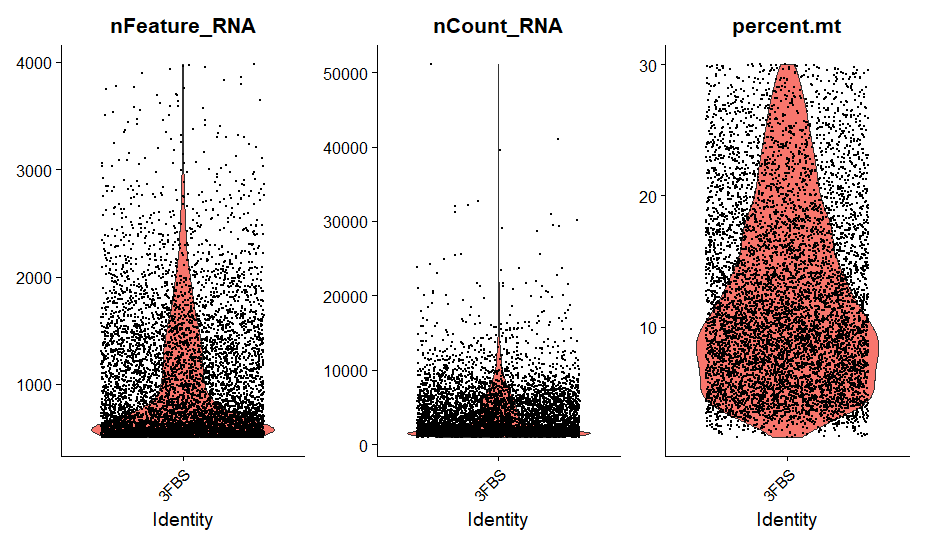 nFeature_RNA
4000
3000
2000
1000
3FBS
Identity
nCount_RNA
50000
40000
30000
20000
10000
0
3FBS
Identity
percent.mt
30
20
10
3FBS
Identity